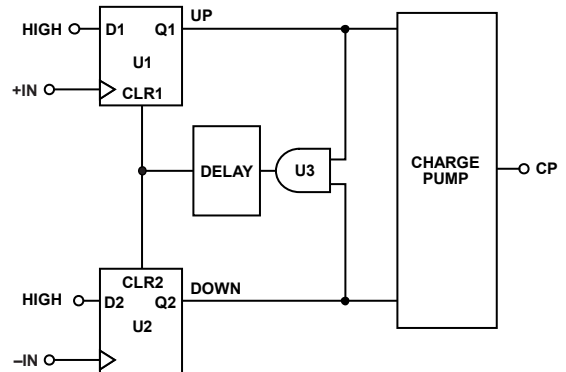 UP
HIGH D1 Q1
U1
+IN
CLR1
DELAY U3 CHARGE PUMP CP
CLR2
DOWN
HIGH D2 Q2
U2
–IN